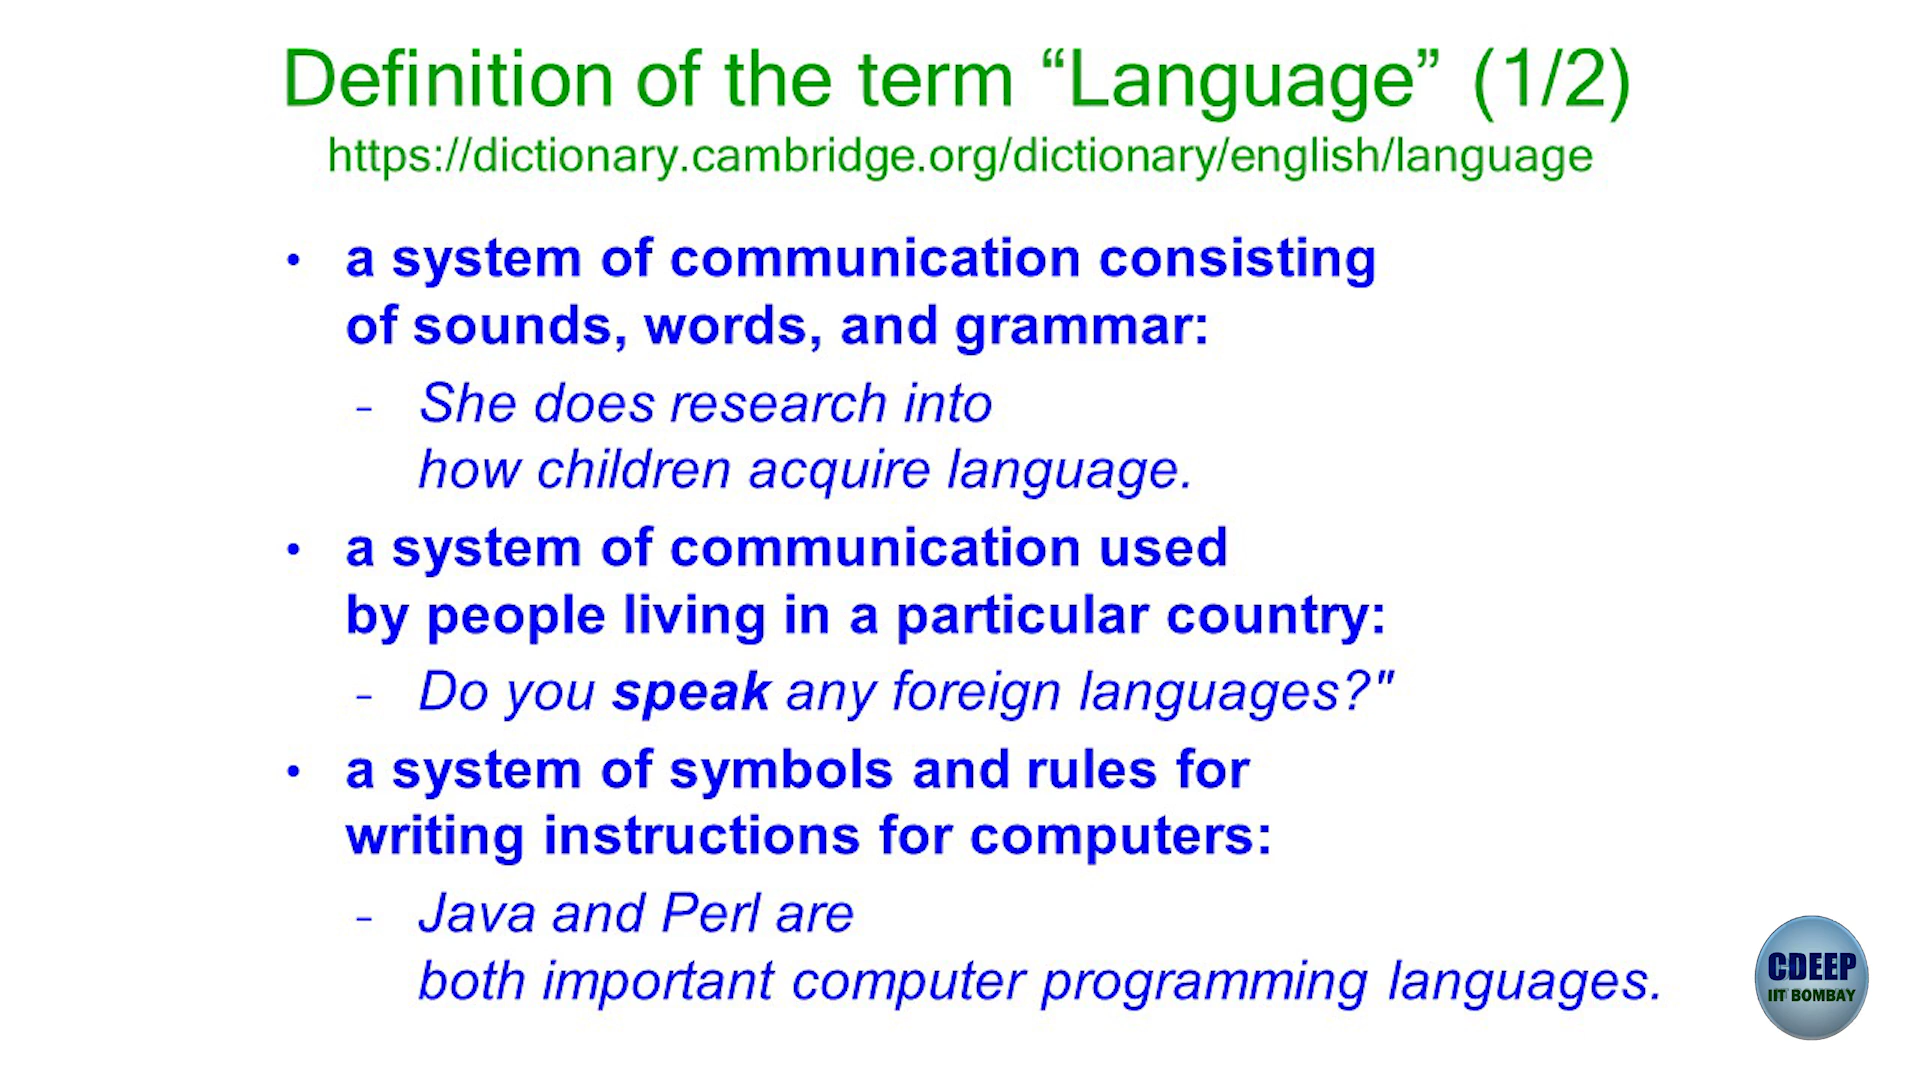 Definition of the term “Language” (1/2)
https://dictionary.cambridge.org/dictionary/english/language
• a system of communication consisting
of sounds, words, and grammar:
- She does research into
how children acquire language.
• a system of communication used
by people living in a particular country:
- Do you speak any foreign languages?"
• a system of symbols and rules for
writing instructions for computers:
- Java and Perl are
both important computer programming languages.
CDEEP
IIT BOMBAY